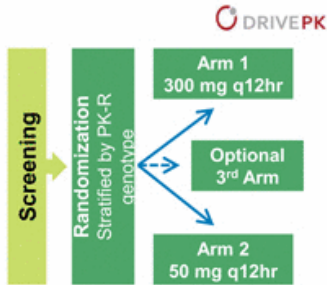 DRIVEPK
Screening
Randomization
Stratified by PK-R
genotype
Arm 1
300 mg q12hr
Optional
3rd Arm
Arm 2
50 mg q12hr